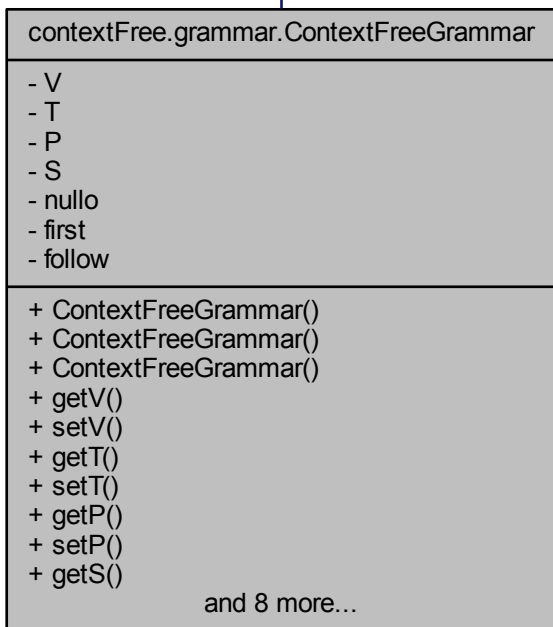 contextFree.grammar.ContextFreeGrammar
- V
- T
- P
- S
- nullo
- first
- follow
+ ContextFreeGrammar()
+ ContextFreeGrammar()
+ ContextFreeGrammar()
+ getV()
+ setV()
+ getT()
+ setT()
+ getP()
+ setP()
+ getS()
and 8 more...